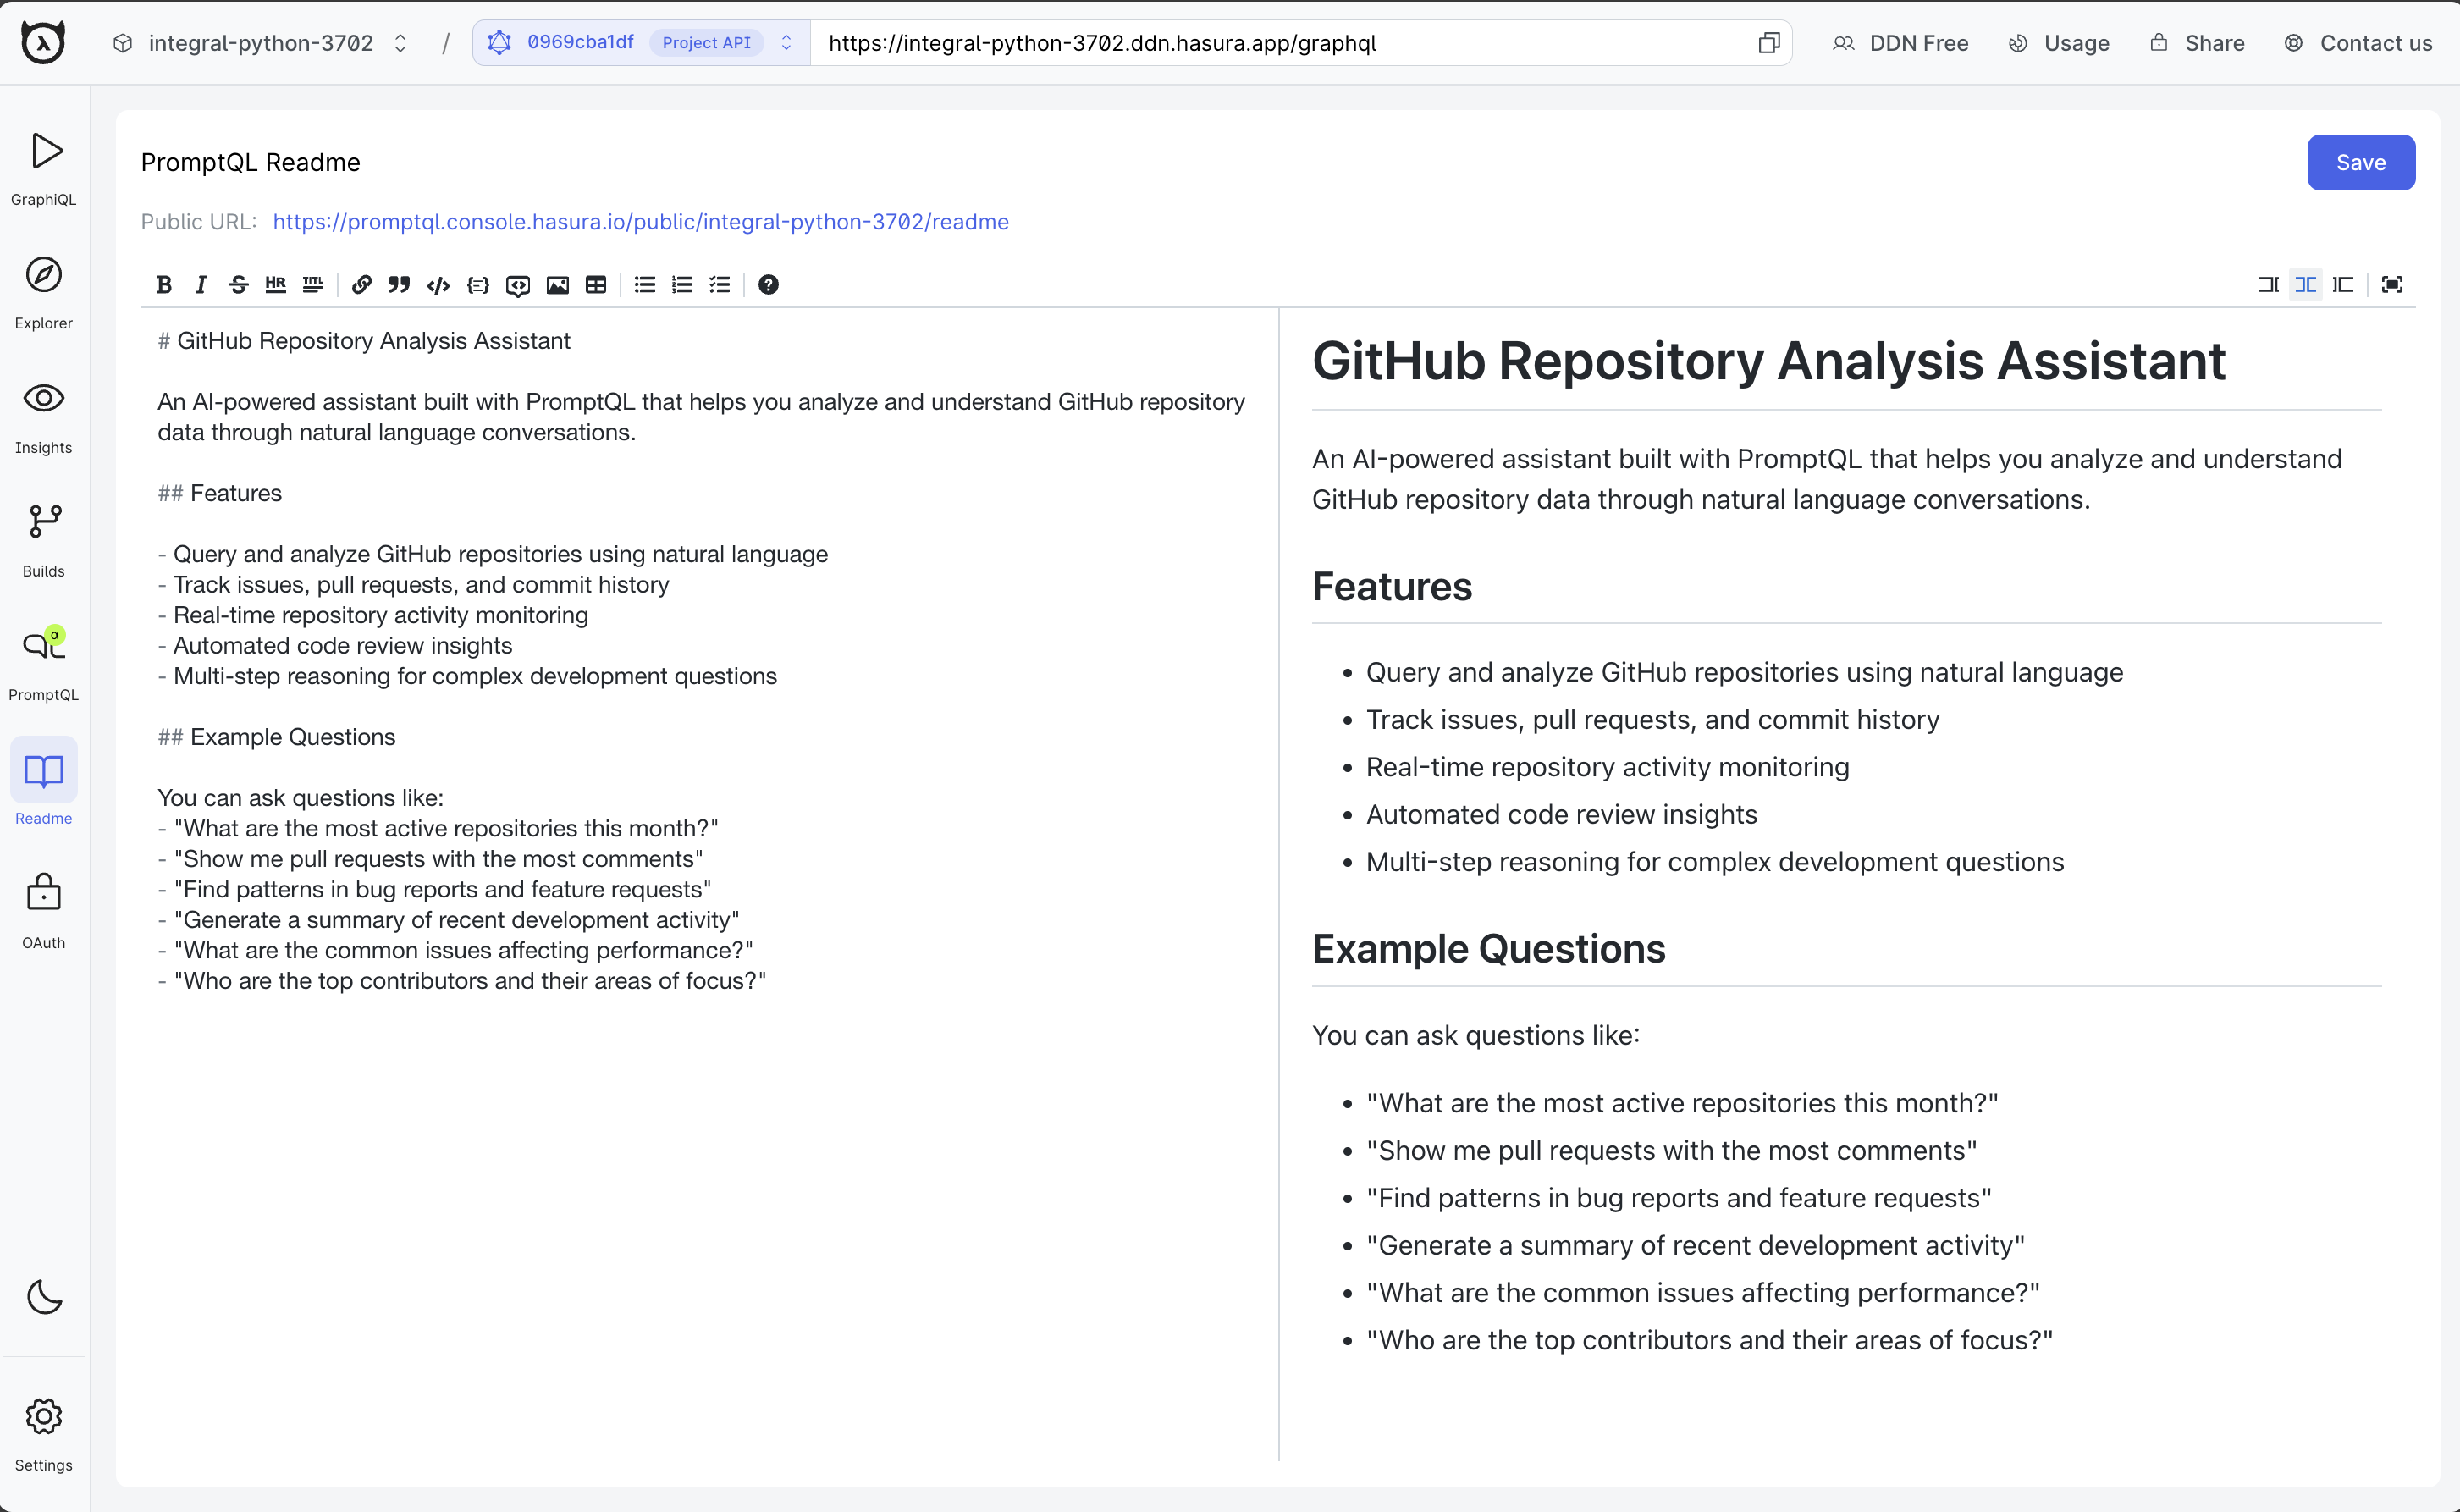 integral-python-3702 / 0969cba1df Project API https://integral-python-3702.ddn.hasura.app/graphql DDN Free Usage Share Contact us
GraphiQL
Explorer
Insights
Builds
α
PromptQL
Readme
OAuth
Settings
PromptQL Readme
Save
Public URL: https://promptql.console.hasura.io/public/integral-python-3702/readme
B I S HR TITL
# GitHub Repository Analysis Assistant
An AI-powered assistant built with PromptQL that helps you analyze and understand GitHub repository
data through natural language conversations.
## Features
- Query and analyze GitHub repositories using natural language
- Track issues, pull requests, and commit history
- Real-time repository activity monitoring
- Automated code review insights
- Multi-step reasoning for complex development questions
## Example Questions
You can ask questions like:
- "What are the most active repositories this month?"
- "Show me pull requests with the most comments"
- "Find patterns in bug reports and feature requests"
- "Generate a summary of recent development activity"
- "What are the common issues affecting performance?"
- "Who are the top contributors and their areas of focus?"
GitHub Repository Analysis Assistant
An AI-powered assistant built with PromptQL that helps you analyze and understand
GitHub repository data through natural language conversations.
Features
• Query and analyze GitHub repositories using natural language
• Track issues, pull requests, and commit history
• Real-time repository activity monitoring
• Automated code review insights
• Multi-step reasoning for complex development questions
Example Questions
You can ask questions like:
• "What are the most active repositories this month?"
• "Show me pull requests with the most comments"
• "Find patterns in bug reports and feature requests"
• "Generate a summary of recent development activity"
• "What are the common issues affecting performance?"
• "Who are the top contributors and their areas of focus?"